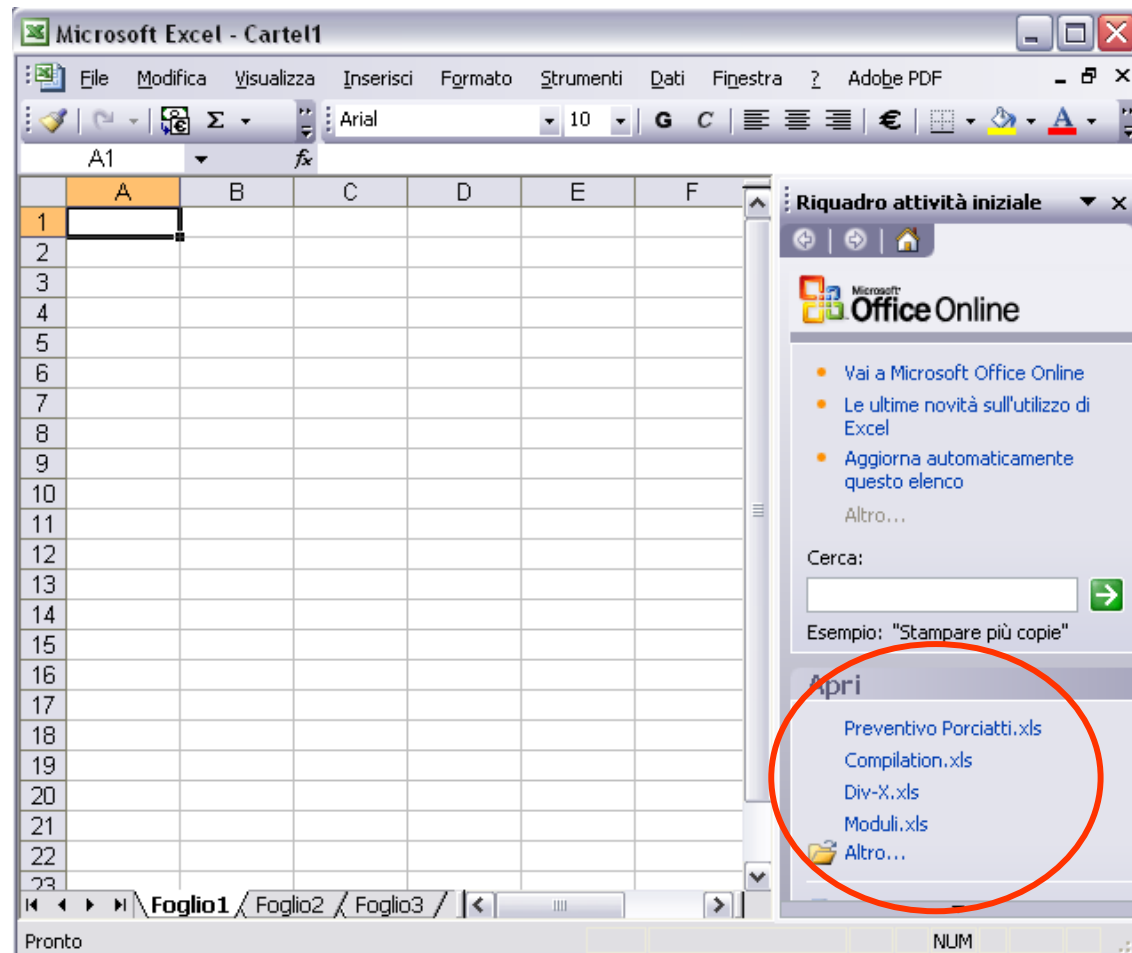 Microsoft Excel - Cartel1
File Modifica Visualizza Inserisci Formato Strumenti Dati Finestra ? Adobe PDF
Σ Arial 10 G C € A
A1 fx
A B C D E F
1
2
3
4
5
6
7
8
9
10
11
12
13
14
15
16
17
18
19
20
21
22
23
Foglio1 Foglio2 Foglio3
Riquadro attività iniziale
Microsoft
Office Online
Vai a Microsoft Office Online
Le ultime novità sull'utilizzo di
Excel
Aggiorna automaticamente
questo elenco
Altro...
Cerca:
Esempio: "Stampare più copie"
Apri
Preventivo Porciatti.xls
Compilation.xls
Div-X.xls
Moduli.xls
Altro...
Pronto NUM